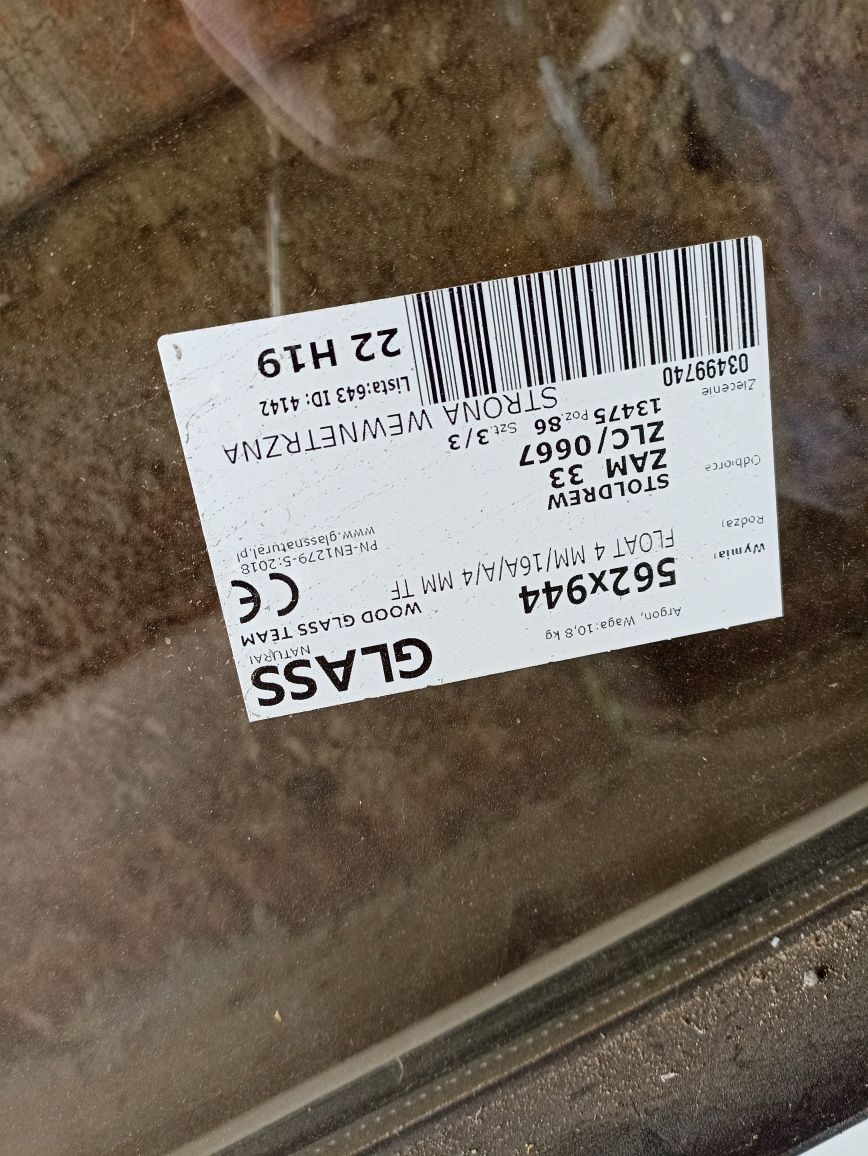 GLASS
NATURAL
WOOD GLASS TEAM
CE
PN-EN1279-5:2018
www.glassnatural.pl
Argon, Waga:10,8 kg
Wymiar 562x944
Rodzaj FLOAT 4 MM/16A/A/4 MM TF
Odbiorca STOLDREW
ZAM 33
ZLC/0667
Zlecenie 13475 Poz.86 Szt.3/3
STRONA WEWNETRZNA
03499740
Lista:643 ID: 4142
22 H19